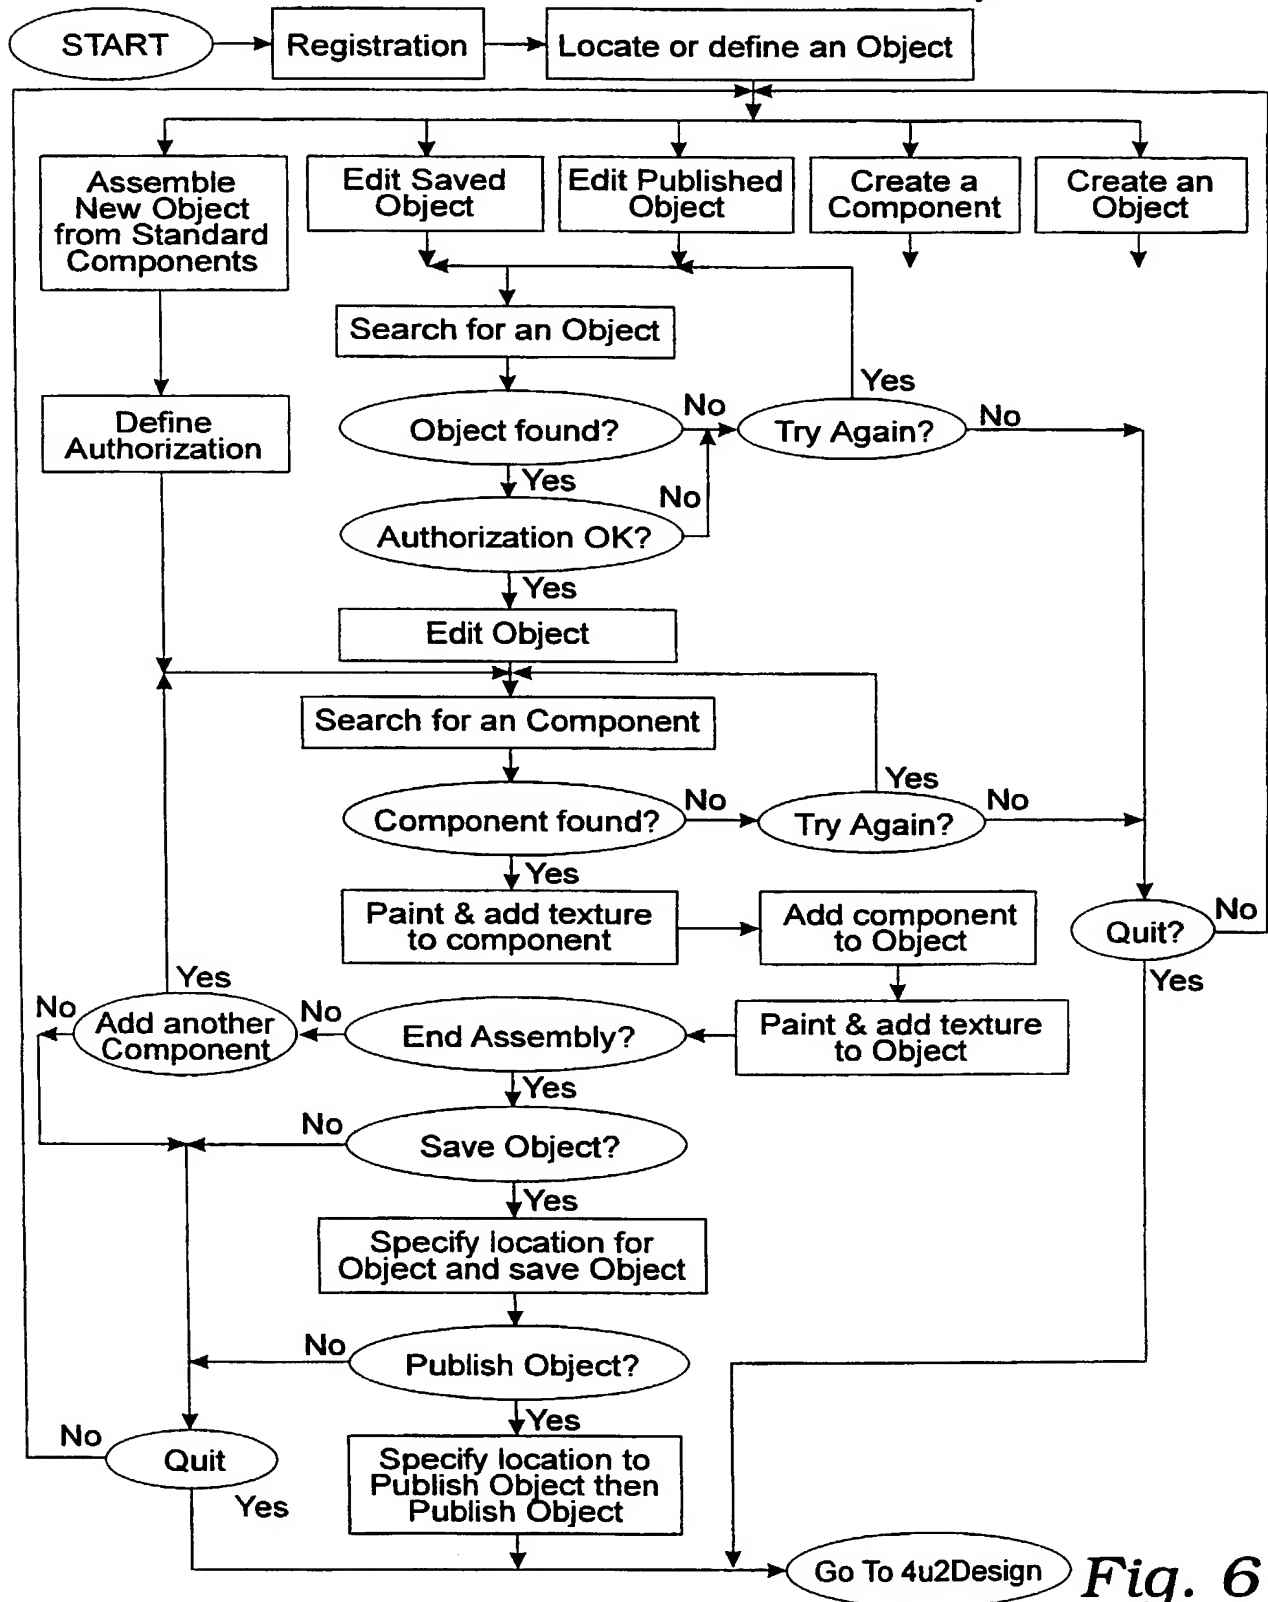 START
Registration
Locate or define an Object
Assemble
New Object
from Standard
Components
Edit Saved
Object
Edit Published
Object
Create a
Component
Create an
Object
Search for an Object
Yes
Define
Authorization
Object found?
No
Try Again?
No
Yes
No
Authorization OK?
Yes
Edit Object
Search for an Component
Yes
Component found?
No
Try Again?
No
Yes
Paint & add texture
to component
Add component
to Object
Quit?
No
Yes
Yes
No
Add another
Component
No
End Assembly?
Paint & add texture
to Object
Yes
No
Save Object?
Yes
Specify location for
Object and save Object
No
Publish Object?
Yes
No
Quit
Yes
Specify location to
Publish Object then
Publish Object
Go To 4u2Design
Fig. 6